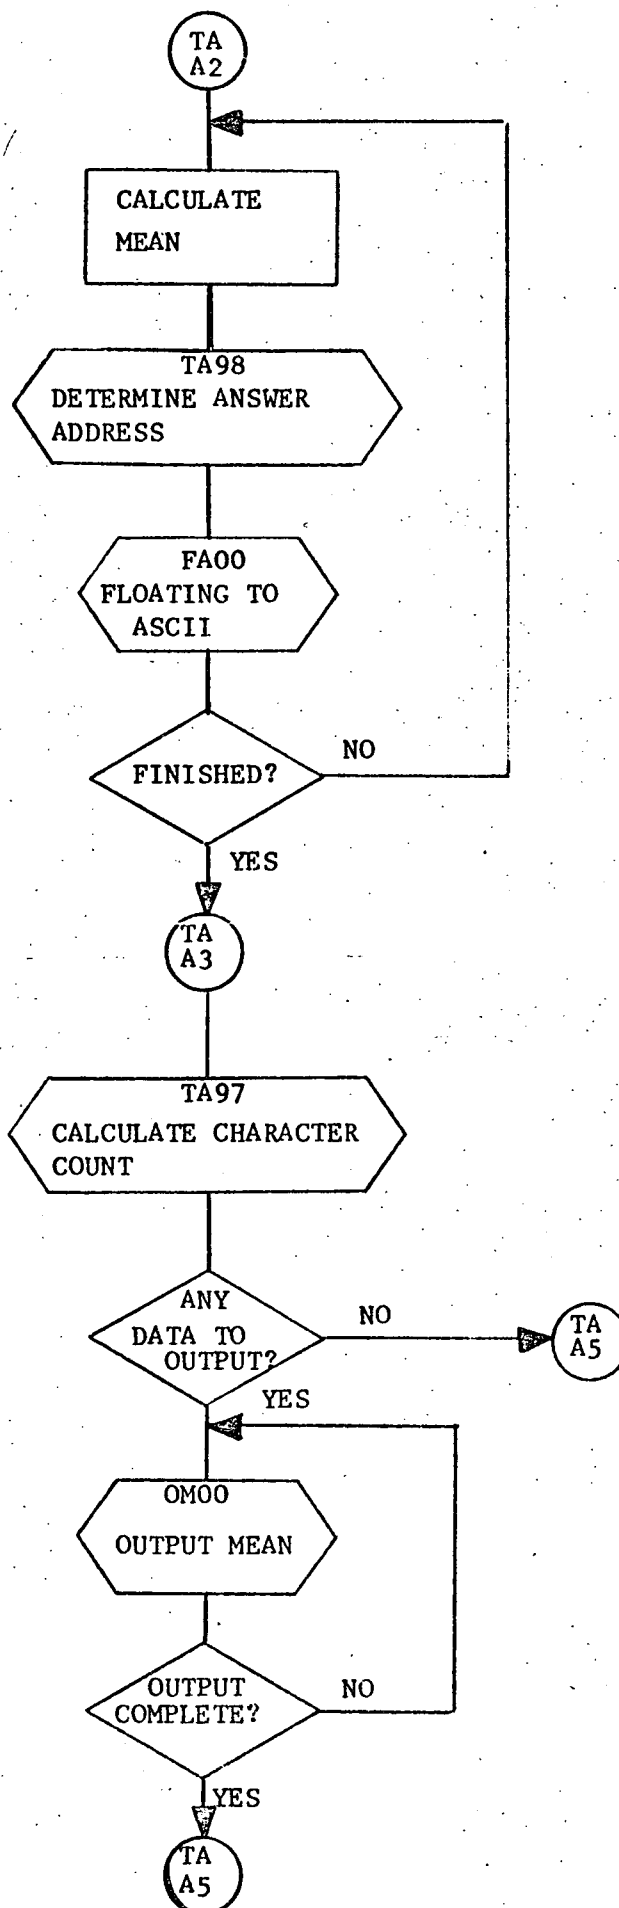 TA
A2
CALCULATE
MEAN
TA98
DETERMINE ANSWER
ADDRESS
FA00
FLOATING TO
ASCII
FINISHED?
NO
YES
TA
A3
TA97
CALCULATE CHARACTER
COUNT
ANY
DATA TO
OUTPUT?
NO
TA
A5
YES
OM00
OUTPUT MEAN
OUTPUT
COMPLETE?
NO
YES
TA
A5